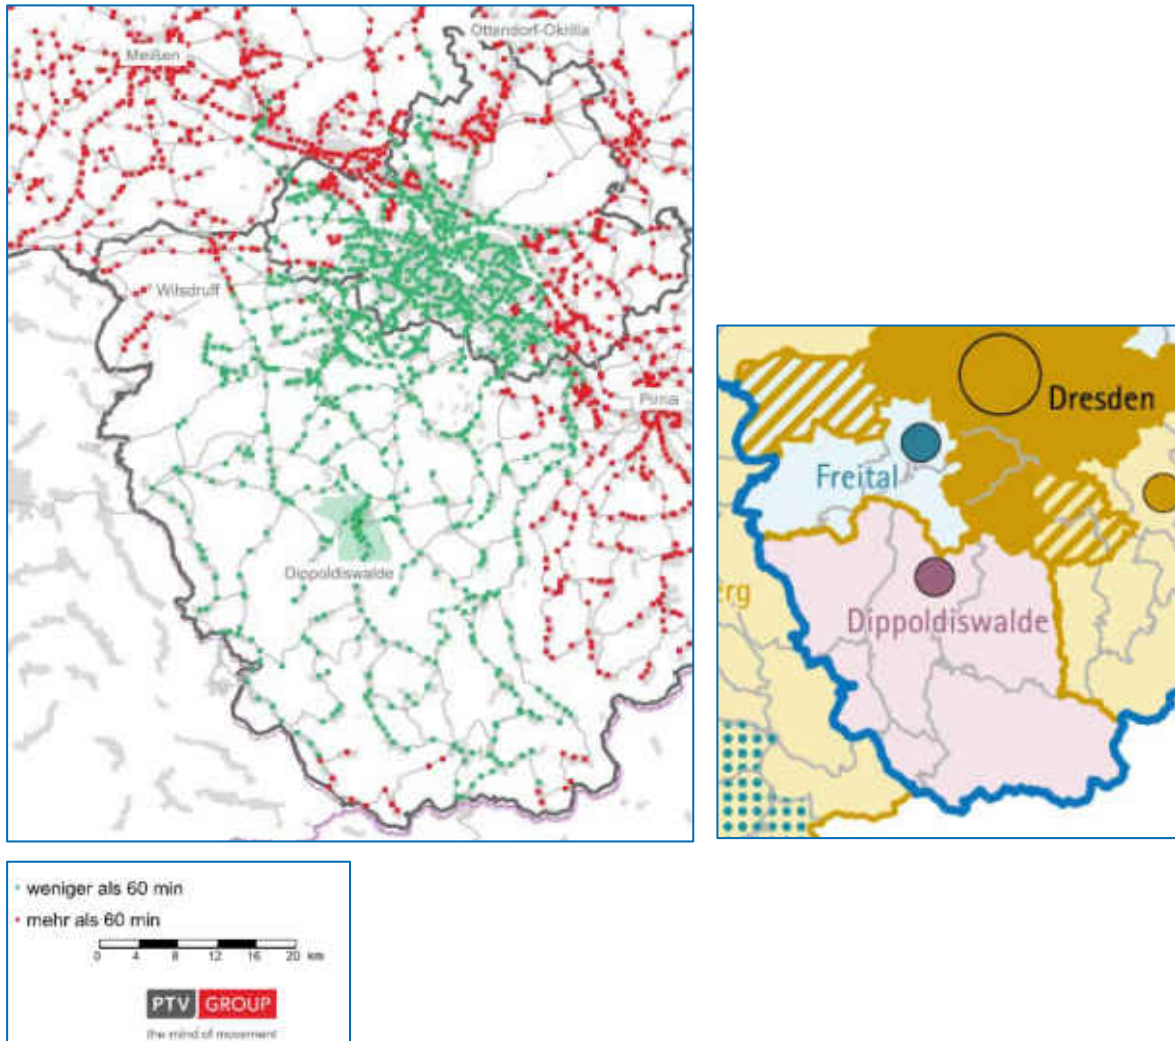 Ottendorf-Okrilla
Meißen
Wilsdruff
Pirna
Dippoldiswalde
Dresden
Freital
erg
Dippoldiswalde
weniger als 60 min
mehr als 60 min
0 4 8 12 16 20 km
PTV GROUP
the mind of movement